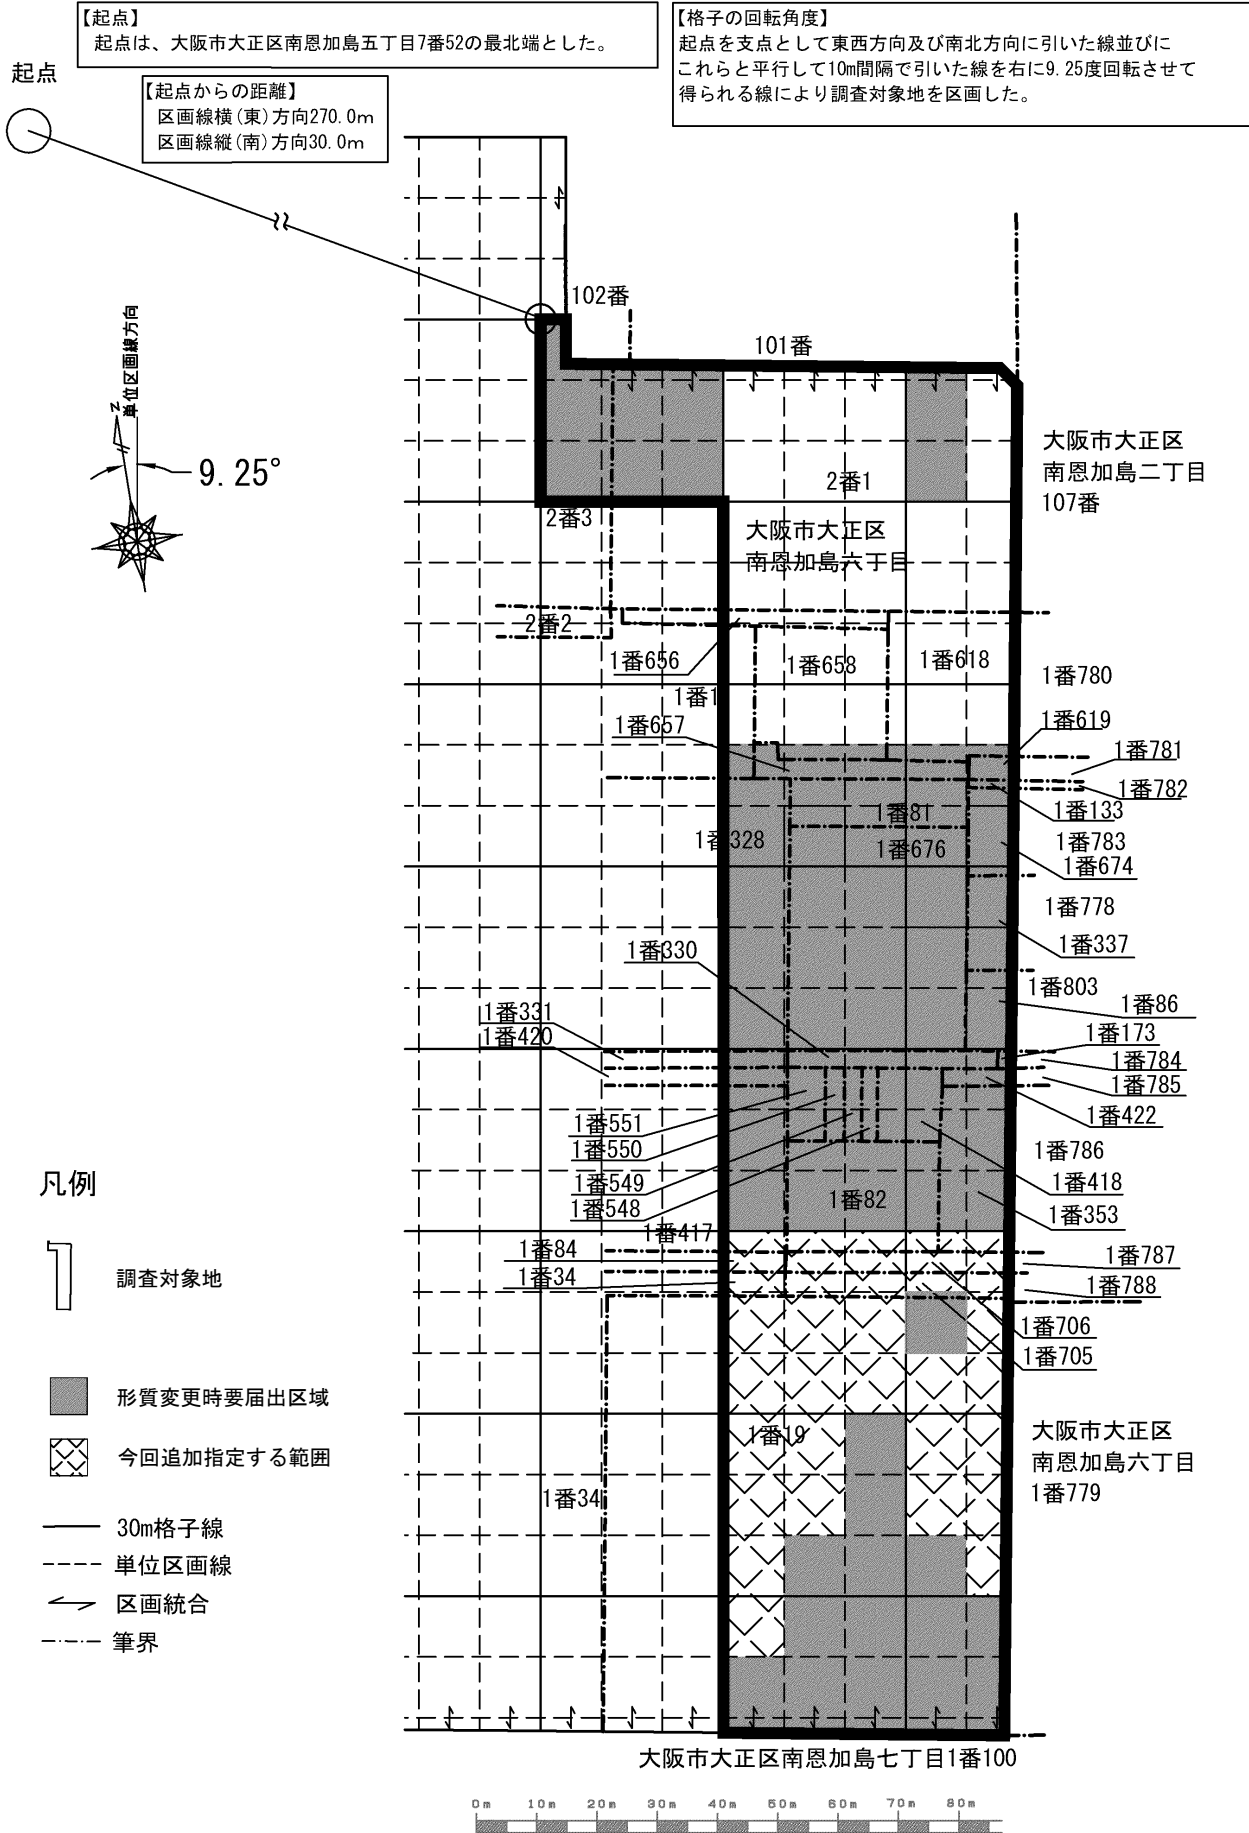 【起点】
起点は、大阪市大正区南恩加島五丁目7番52の最北端とした。
【格子の回転角度】
起点を支点として東西方向及び南北方向に引いた線並びに
これらと平行して10m間隔で引いた線を右に9.25度回転させて
得られる線により調査対象地を区画した。
起点
【起点からの距離】
区画線横(東)方向270.0m
区画線縦(南)方向30.0m
102番
101番
単位区画線方向
N
9.25°
大阪市大正区
南恩加島二丁目
107番
2番1
2番3
大阪市大正区
南恩加島六丁目
2番2
1番656
1番658
1番618
1番780
1番1
1番619
1番657
1番781
1番782
1番133
1番81
1番328
1番676
1番783
1番674
1番778
1番337
1番330
1番803
1番86
1番331
1番420
1番173
1番784
1番785
1番422
1番551
1番550
1番786
1番549
1番418
1番548
1番82
1番353
1番417
1番84
1番787
1番34
1番788
1番706
1番705
凡例
調査対象地
形質変更時要届出区域
今回追加指定する範囲
30m格子線
単位区画線
区画統合
筆界
1番19
大阪市大正区
南恩加島六丁目
1番779
1番34
大阪市大正区南恩加島七丁目1番100
0m 10m 20m 30m 40m 50m 60m 70m 80m